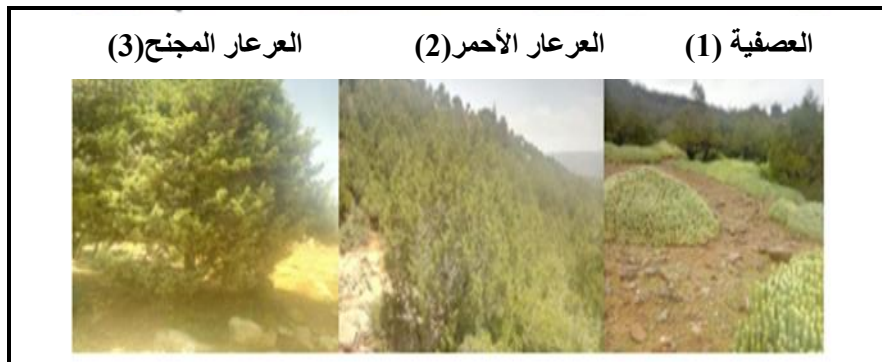 العصفية (1) العرعار الأحمر(2) العرعار المجنح(3)